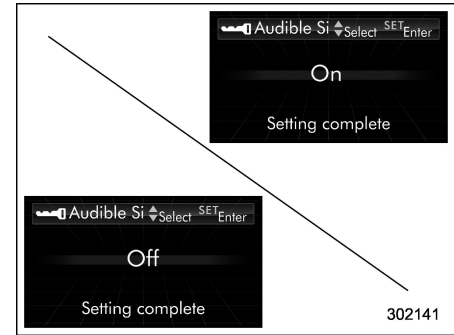 Audible Si Select SET Enter
On
Setting complete
Audible Si Select SET Enter
Off
Setting complete
302141